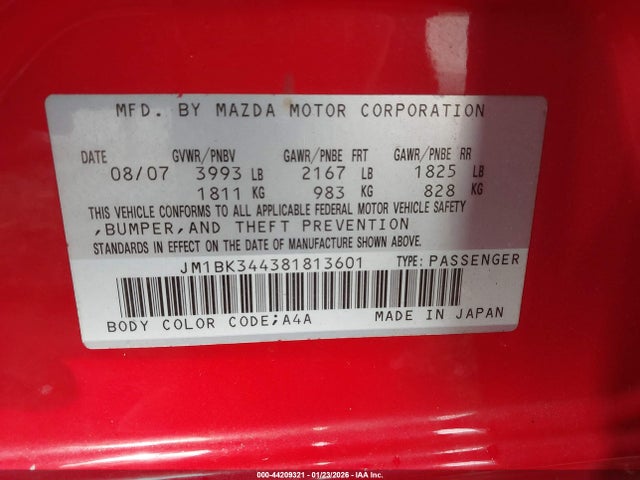 MFD. BY MAZDA MOTOR CORPORATION
DATE GVWR/PNBV GAWR/PNBE FRT GAWR/PNBE RR
08/07 3993 LB 2167 LB 1825 LB
1811 KG 983 KG 828 KG
THIS VEHICLE CONFORMS TO ALL APPLICABLE FEDERAL MOTOR VEHICLE SAFETY
,BUMPER,AND THEFT PREVENTION
STANDARDS IN EFFECT ON THE DATE OF MANUFACTURE SHOWN ABOVE.
JM1BK344381813601 TYPE: PASSENGER
BODY COLOR CODE;A4A MADE IN JAPAN
000-44209321 - 01/23/2026 - IAAI.COM